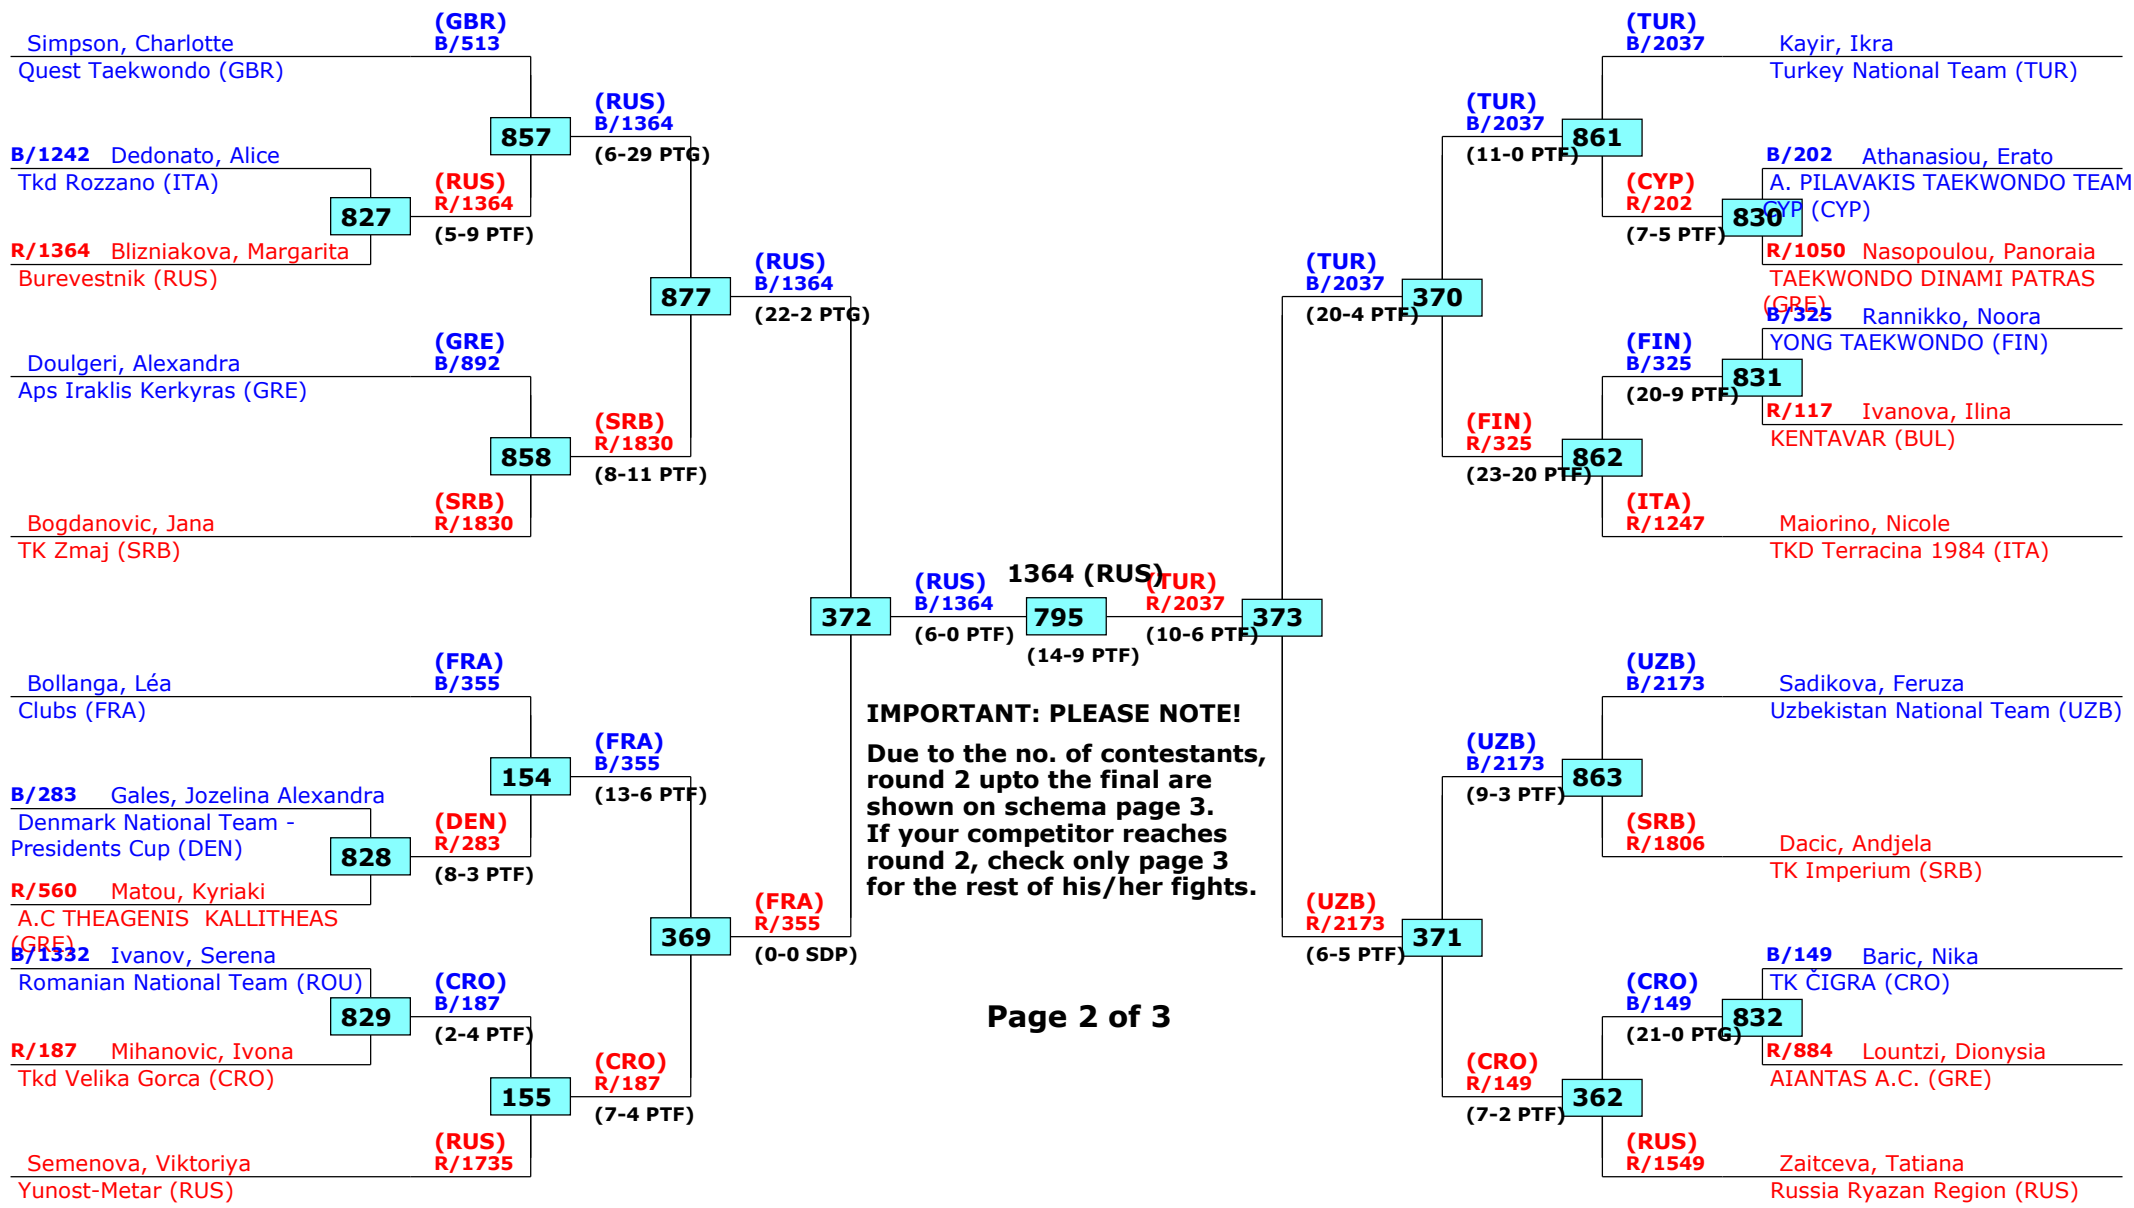 (GBR)
B/513
Simpson, Charlotte
Quest Taekwondo (GBR)
857
(RUS)
B/1364
(6-29 PTG)
B/1242 Dedonato, Alice
Tkd Rozzano (ITA)
827
(RUS)
R/1364
(5-9 PTF)
R/1364 Blizniakova, Margarita
Burevestnik (RUS)
877
(RUS)
B/1364
(22-2 PTG)
(GRE)
B/892
Doulgeri, Alexandra
Aps Iraklis Kerkyras (GRE)
858
(SRB)
R/1830
(8-11 PTF)
(SRB)
R/1830
Bogdanovic, Jana
TK Zmaj (SRB)
372
(RUS)
B/1364
(6-0 PTF)
1364 (RUS)
795
(14-9 PTF)
(TUR)
R/2037
(10-6 PTF)
373
(FRA)
B/355
Bollanga, Léa
Clubs (FRA)
154
(FRA)
B/355
(13-6 PTF)
B/283 Gales, Jozelina Alexandra
Denmark National Team -
Presidents Cup (DEN)
828
(DEN)
R/283
(8-3 PTF)
R/560 Matou, Kyriaki
A.C THEAGENIS  KALLITHEAS
(GRE)
369
(FRA)
R/355
(0-0 SDP)
B/1332 Ivanov, Serena
Romanian National Team (ROU)
829
(CRO)
B/187
(2-4 PTF)
R/187 Mihanovic, Ivona
Tkd Velika Gorca (CRO)
155
(CRO)
R/187
(7-4 PTF)
(RUS)
R/1735
Semenova, Viktoriya
Yunost-Metar (RUS)
IMPORTANT: PLEASE NOTE!
Due to the no. of contestants,
round 2 upto the final are
shown on schema page 3.
If your competitor reaches
round 2, check only page 3
for the rest of his/her fights.
Page 2 of 3
(TUR)
B/2037
Kayir, Ikra
Turkey National Team (TUR)
(TUR)
B/2037
(11-0 PTF)
861
B/202 Athanasiou, Erato
A. PILAVAKIS TAEKWONDO TEAM
CYP (CYP)
(CYP)
R/202
(7-5 PTF)
830
R/1050 Nasopoulou, Panoraia
TAEKWONDO DINAMI PATRAS
(GRE)
(TUR)
B/2037
(20-4 PTF)
370
B/325 Rannikko, Noora
YONG TAEKWONDO (FIN)
(FIN)
B/325
(20-9 PTF)
831
R/117 Ivanova, Ilina
KENTAVAR (BUL)
(FIN)
R/325
(23-20 PTF)
862
(ITA)
R/1247
Maiorino, Nicole
TKD Terracina 1984 (ITA)
(UZB)
B/2173
Sadikova, Feruza
Uzbekistan National Team (UZB)
(UZB)
B/2173
(9-3 PTF)
863
(SRB)
R/1806
Dacic, Andjela
TK Imperium (SRB)
(UZB)
R/2173
(6-5 PTF)
371
B/149 Baric, Nika
TK ČIGRA (CRO)
(CRO)
B/149
(21-0 PTG)
832
R/884 Lountzi, Dionysia
AIANTAS A.C. (GRE)
(CRO)
R/149
(7-2 PTF)
362
(RUS)
R/1549
Zaitceva, Tatiana
Russia Ryazan Region (RUS)